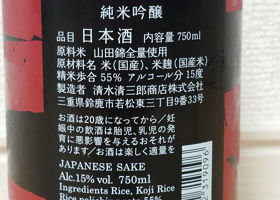 純米吟醸
品目 日本酒 内容量 750ml
原料米 山田錦全量使用
原材料名 米(国産米)、米麹(国産米)
精米歩合 55% アルコール分 15度
製造者 清水清三郎商店株式会社
三重県鈴鹿市若松東三丁目9番33号
お酒は20歳になってから/妊
娠中の飲酒は胎児、乳児の発
育に悪影響を与えるおそれが
あります/お酒は楽しく適量を
JAPANESE SAKE
Alc.15% vol. 750ml
Ingredients Rice, Koji Rice
Rice polishing rate 55%
319096